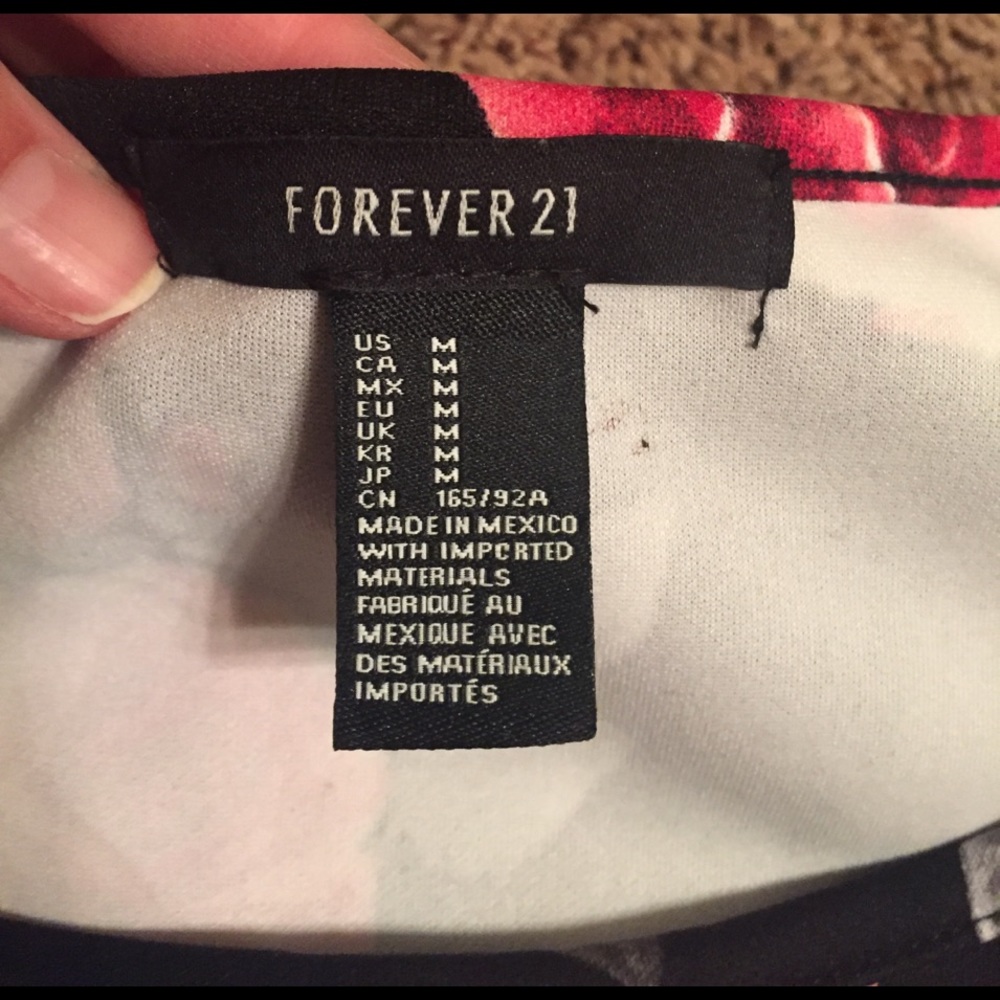 FOREVER 21
US M
CA M
MX M
EU M
UK M
KR M
JP M
CN 165/92A
MADE IN MEXICO
WITH IMPORTED
MATERIALS
FABRIQUÉ AU
MEXIQUE AVEC
DES MATÉRIAUX
IMPORTÉS